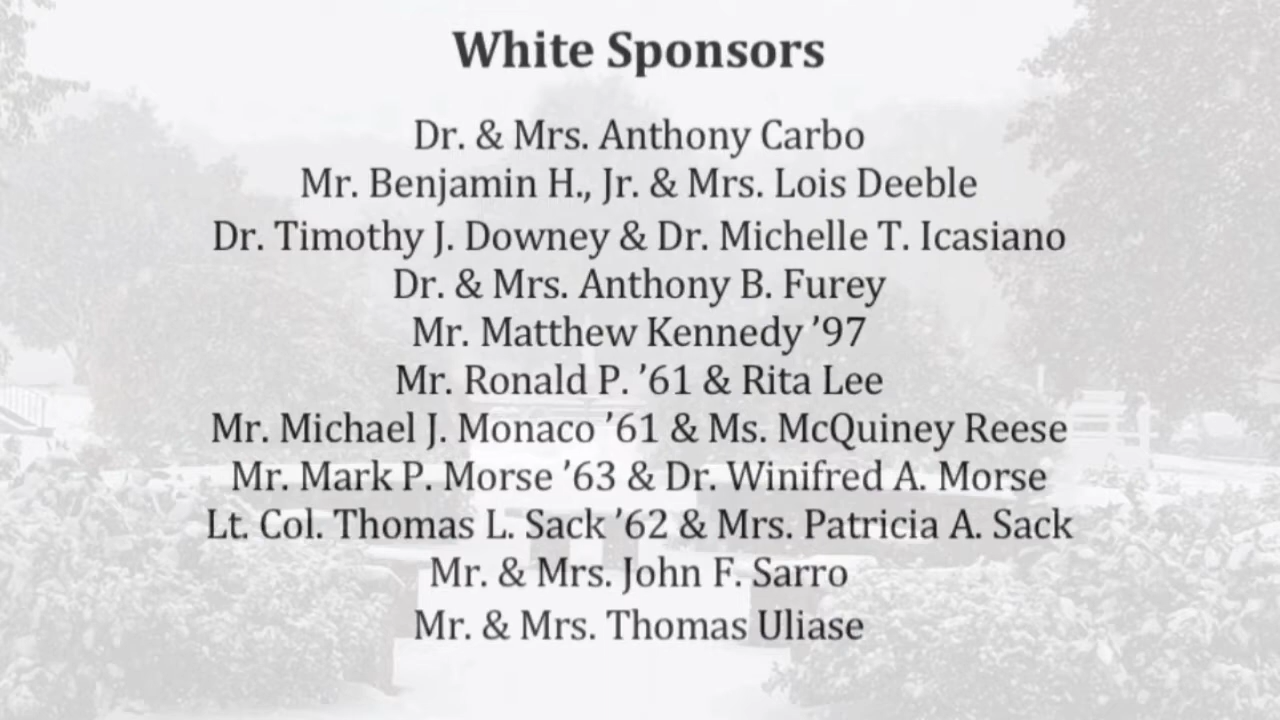 White Sponsors
Dr. & Mrs. Anthony Carbo
Mr. Benjamin H., Jr. & Mrs. Lois Deeble
Dr. Timothy J. Downey & Dr. Michelle T. Icasiano
Dr. & Mrs. Anthony B. Furey
Mr. Matthew Kennedy ’97
Mr. Ronald P. ’61 & Rita Lee
Mr. Michael J. Monaco ’61 & Ms. McQuiney Reese
Mr. Mark P. Morse ’63 & Dr. Winifred A. Morse
Lt. Col. Thomas L. Sack ’62 & Mrs. Patricia A. Sack
Mr. & Mrs. John F. Sarro
Mr. & Mrs. Thomas Uliase